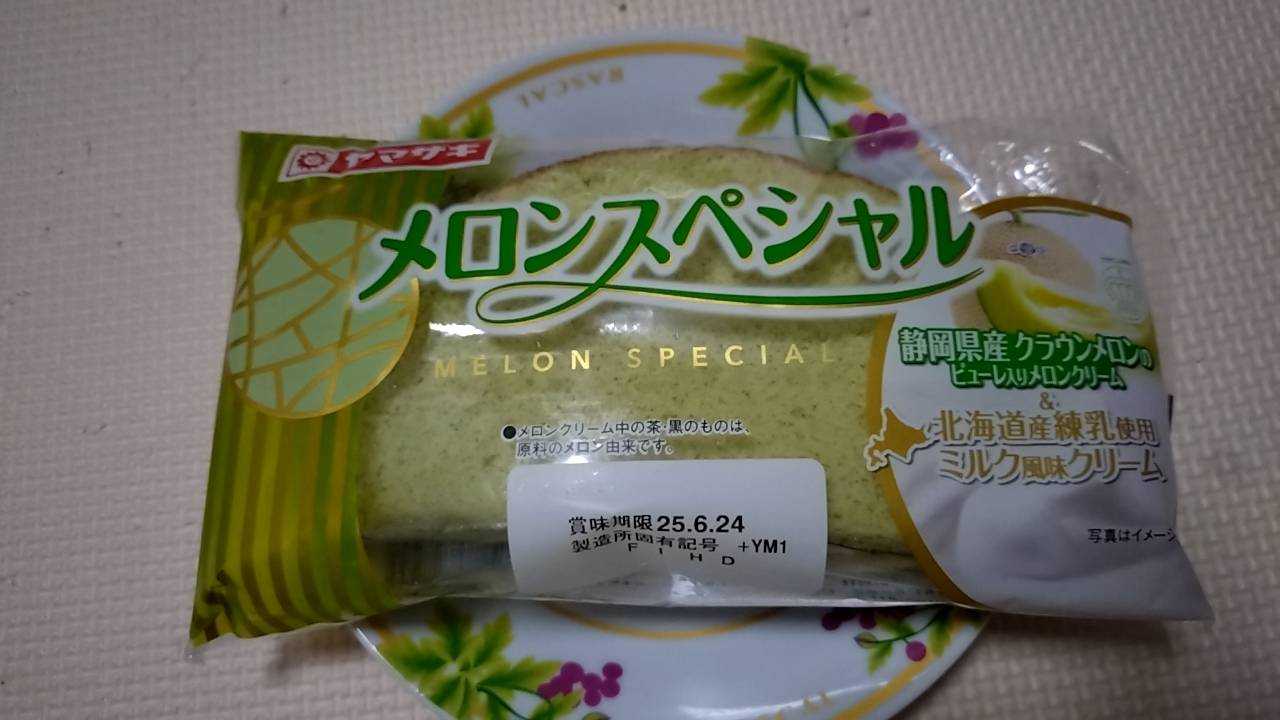 RASCAL
ヤマザキ
メロンスペシャル
MELON SPECIAL
静岡県産 クラウンメロンの
ピューレ入りメロンクリーム
&
北海道産練乳使用
ミルク風味クリーム
●メロンクリーム中の茶・黒のものは、
原料のメロン由来です。
賞味期限 25.6.24
製造所固有記号 +YM1
FIHD
写真はイメージ
RASCAL